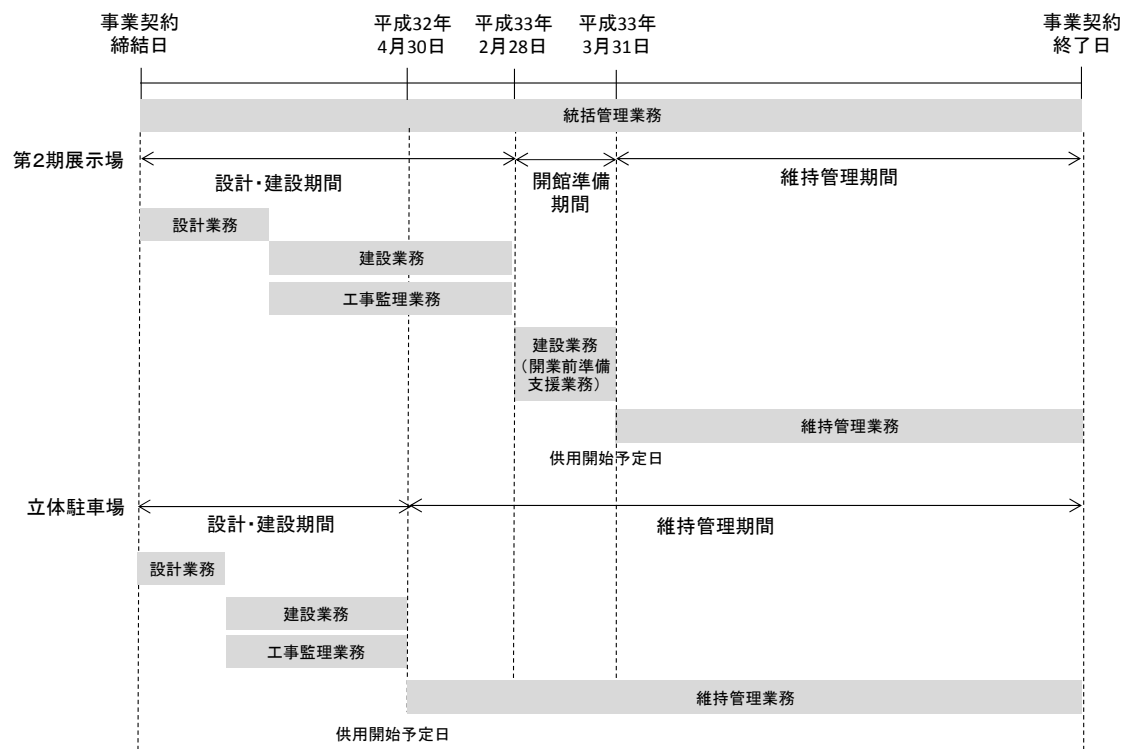 事業契約
締結日
平成32年
4月30日
平成33年
2月28日
平成33年
3月31日
事業契約
終了日
統括管理業務
第2期展示場
設計・建設期間
開館準備
期間
維持管理期間
設計業務
建設業務
工事監理業務
建設業務
（開業前準備
支援業務）
維持管理業務
供用開始予定日
立体駐車場
設計・建設期間
維持管理期間
設計業務
建設業務
工事監理業務
維持管理業務
供用開始予定日